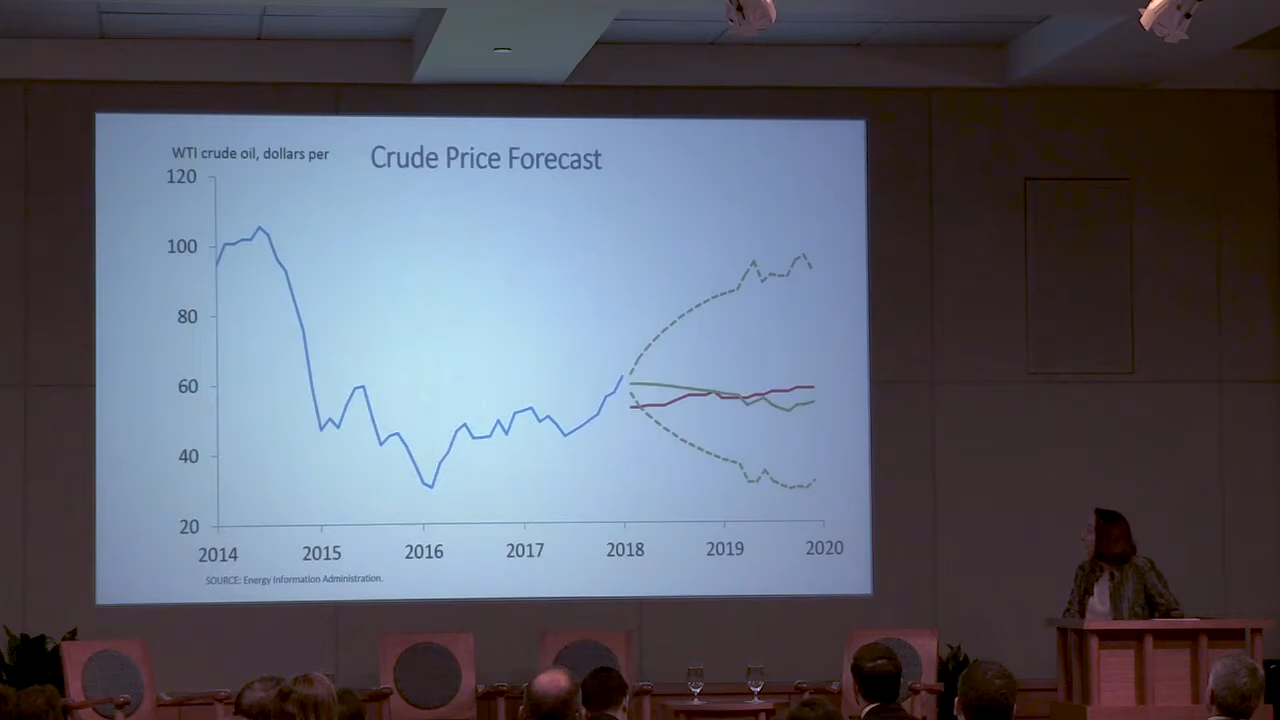 Crude Price Forecast
WTI crude oil, dollars per
120
100
80
60
40
20
2014 2015 2016 2017 2018 2019 2020
SOURCE: Energy Information Administration.